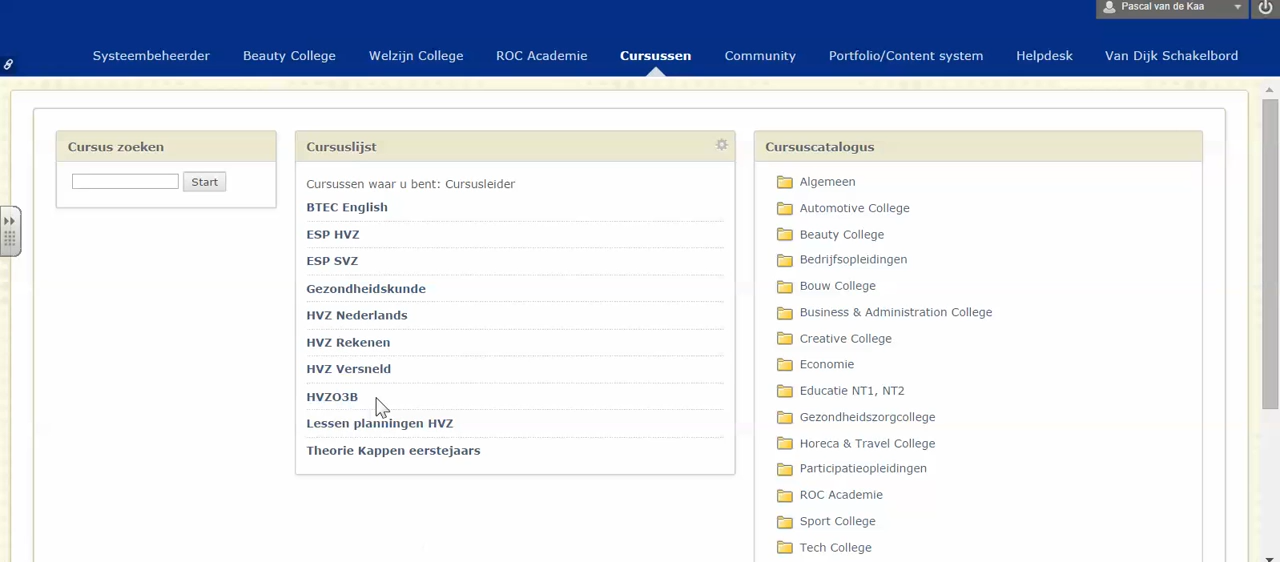 Pascal van de Kaa
Systeembeheerder Beauty College Welzijn College ROC Academie Cursussen Community Portfolio/Content system Helpdesk Van Dijk Schakelbord
Cursus zoeken
Start
Cursuslijst
Cursussen waar u bent: Cursusleider
BTEC English
ESP HVZ
ESP SVZ
Gezondheidskunde
HVZ Nederlands
HVZ Rekenen
HVZ Versneld
HVZO3B
Lessen planningen HVZ
Theorie Kappen eerstejaars
Cursuscatalogus
Algemeen
Automotive College
Beauty College
Bedrijfsopleidingen
Bouw College
Business & Administration College
Creative College
Economie
Educatie NT1, NT2
Gezondheidszorgcollege
Horeca & Travel College
Participatieopleidingen
ROC Academie
Sport College
Tech College